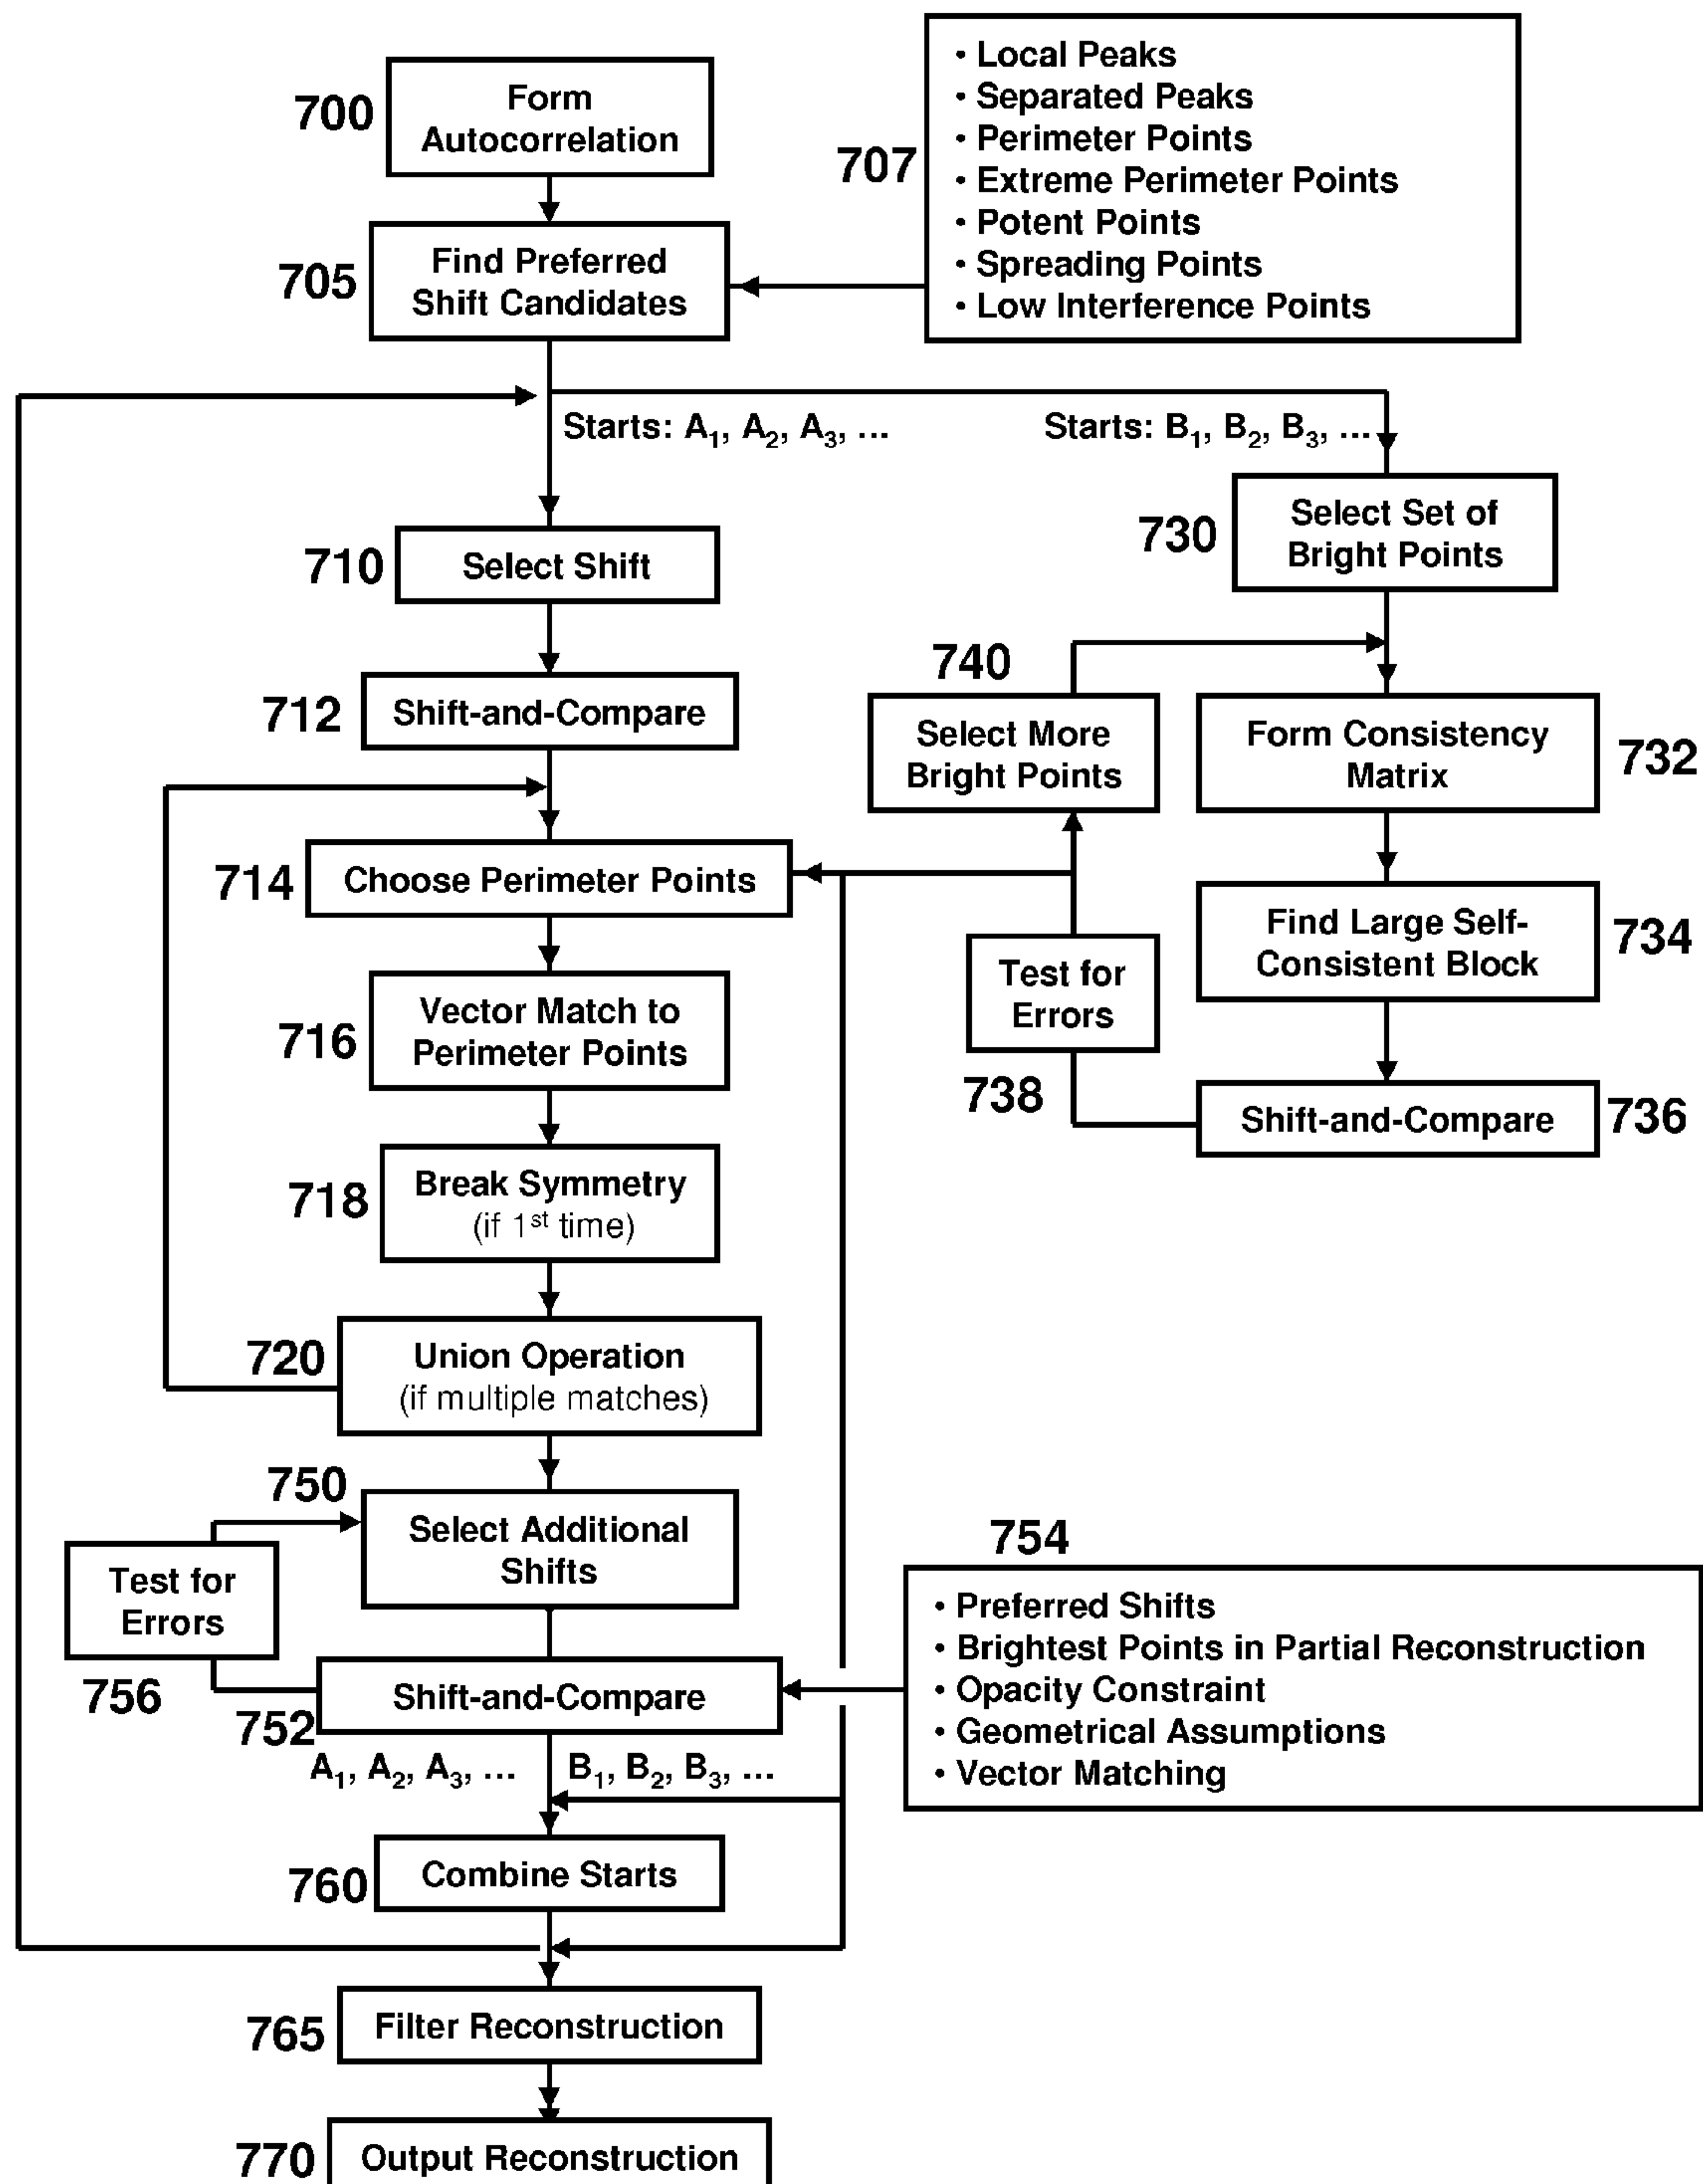 700
Form
Autocorrelation
707
• Local Peaks
• Separated Peaks
• Perimeter Points
• Extreme Perimeter Points
• Potent Points
• Spreading Points
• Low Interference Points
705
Find Preferred
Shift Candidates
Starts: A₁, A₂, A₃, ...
Starts: B₁, B₂, B₃, ...
710
Select Shift
730
Select Set of
Bright Points
712
Shift-and-Compare
740
Select More
Bright Points
Form Consistency
Matrix
732
714
Choose Perimeter Points
Find Large Self-
Consistent Block
734
716
Vector Match to
Perimeter Points
Test for
Errors
738
Shift-and-Compare
736
718
Break Symmetry
(if 1st time)
720
Union Operation
(if multiple matches)
750
Select Additional
Shifts
Test for
Errors
756
752
Shift-and-Compare
754
• Preferred Shifts
• Brightest Points in Partial Reconstruction
• Opacity Constraint
• Geometrical Assumptions
• Vector Matching
A₁, A₂, A₃, ...
B₁, B₂, B₃, ...
760
Combine Starts
765
Filter Reconstruction
770
Output Reconstruction